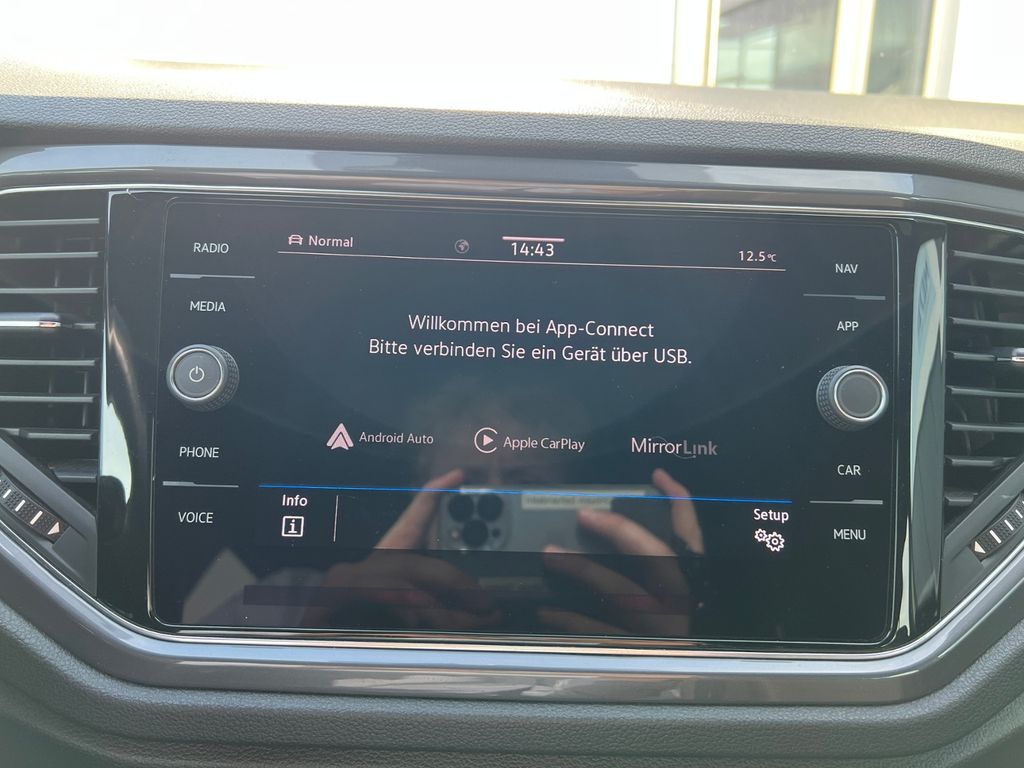 RADIO
MEDIA
PHONE
VOICE
Normal
14:43
12.5°C
Willkommen bei App-Connect
Bitte verbinden Sie ein Gerät über USB.
Android Auto
Apple CarPlay
MirrorLink
Info
Setup
NAV
APP
CAR
MENU